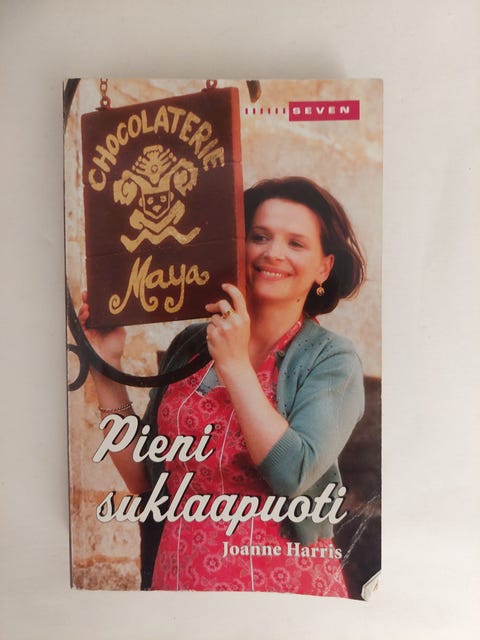 SEVEN
CHOCOLATERIE
Maya
Pieni
suklaapuoti
Joanne Harris